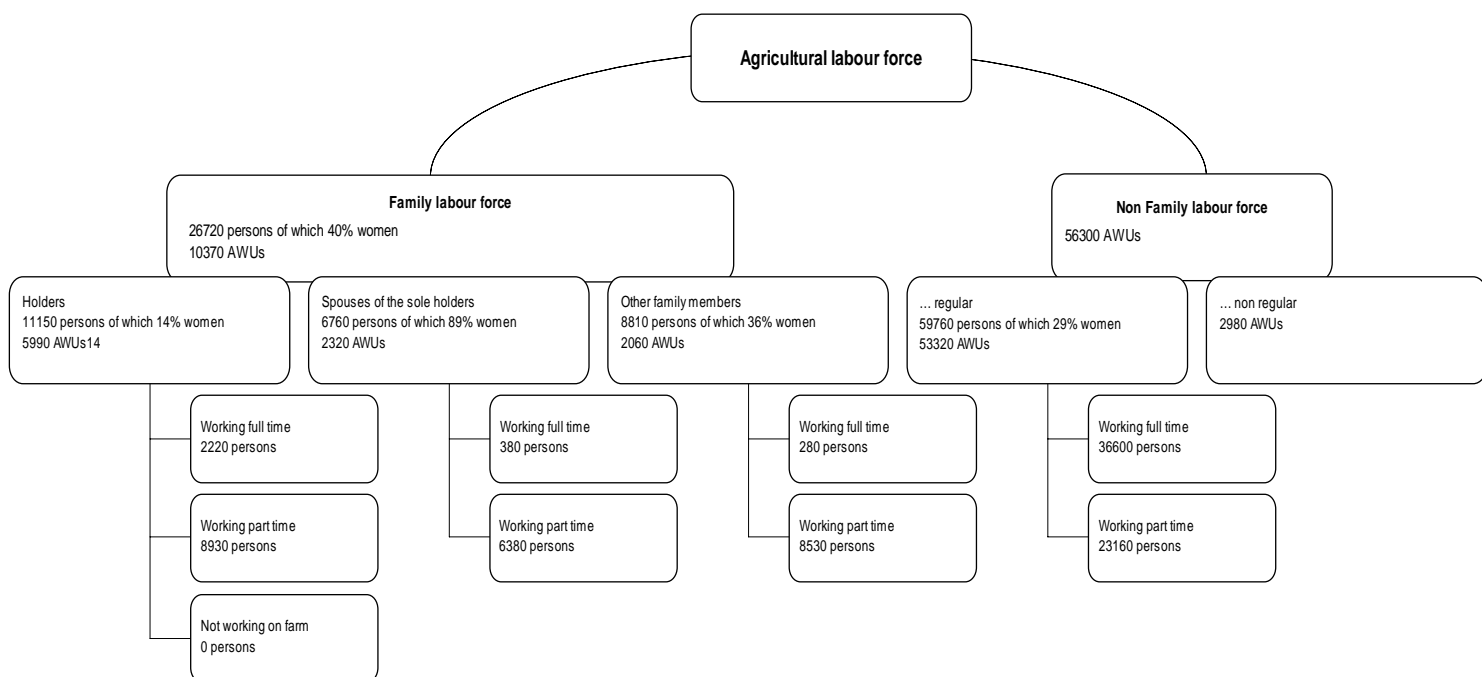 Agricultural labour force
Family labour force
26720 persons of which 40% women
10370 AWUs
Non Family labour force
56300 AWUs
Holders
11150 persons of which 14% women
5990 AWUs14
Spouses of the sole holders
6760 persons of which 89% women
2320 AWUs
Other family members
8810 persons of which 36% women
2060 AWUs
... regular
59760 persons of which 29% women
53320 AWUs
... non regular
2980 AWUs
Working full time
2220 persons
Working full time
380 persons
Working full time
280 persons
Working full time
36600 persons
Working part time
8930 persons
Working part time
6380 persons
Working part time
8530 persons
Working part time
23160 persons
Not working on farm
0 persons